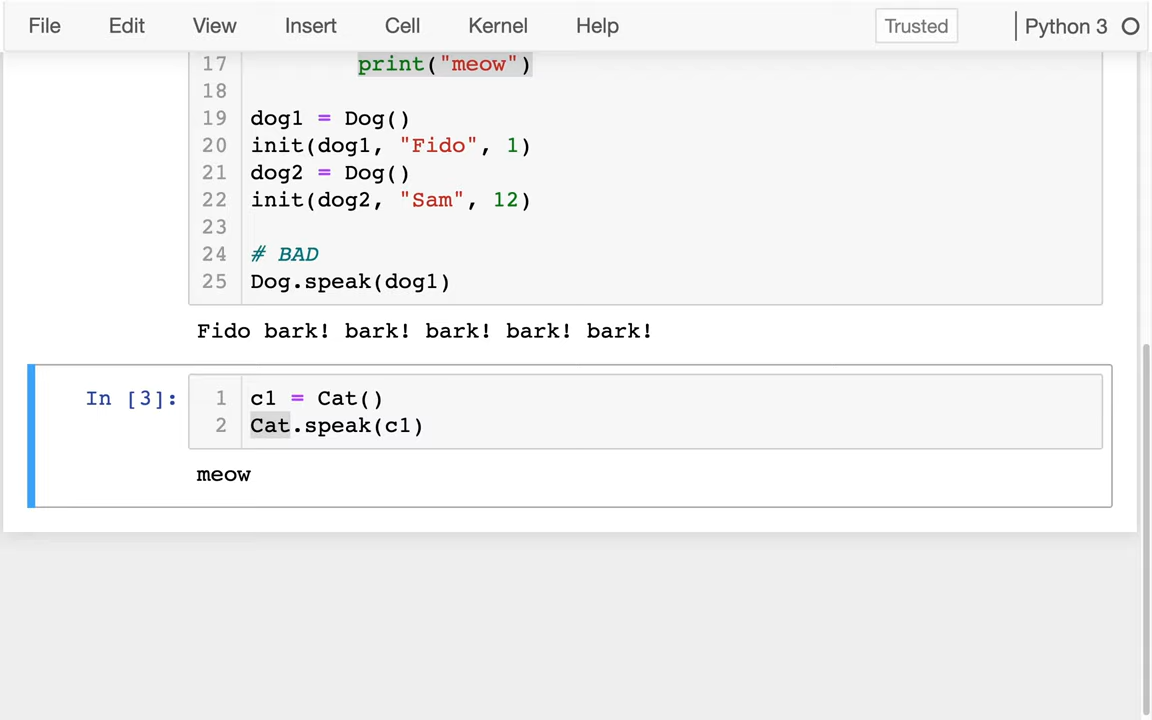 File Edit View Insert Cell Kernel Help Trusted Python 3
17 print("meow")
18
19 dog1 = Dog()
20 init(dog1, "Fido", 1)
21 dog2 = Dog()
22 init(dog2, "Sam", 12)
23
24 # BAD
25 Dog.speak(dog1)
Fido bark! bark! bark! bark! bark!
In [3]: 1 c1 = Cat()
2 Cat.speak(c1)
meow